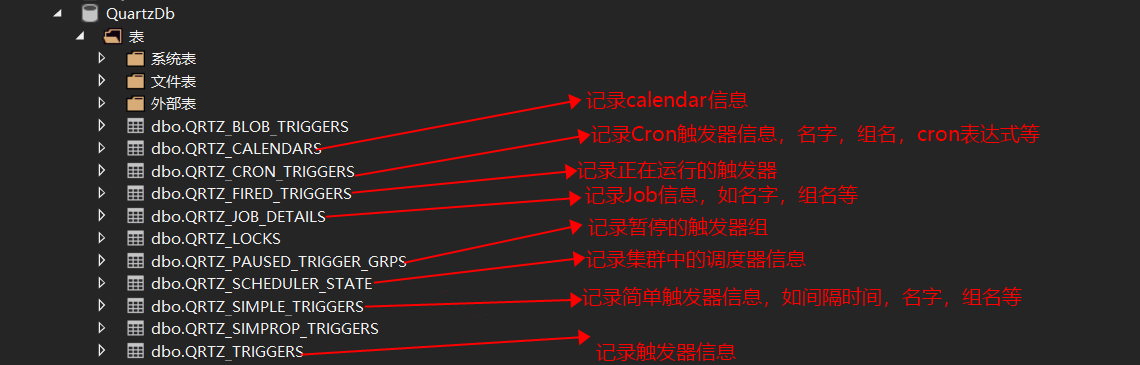 QuartzDb
表
系统表
文件表
外部表
记录calendar信息
dbo.QRTZ_BLOB_TRIGGERS
记录Cron触发器信息，名字，组名，cron表达式等
dbo.QRTZ_CALENDARS
dbo.QRTZ_CRON_TRIGGERS
记录正在运行的触发器
dbo.QRTZ_FIRED_TRIGGERS
记录Job信息，如名字，组名等
dbo.QRTZ_JOB_DETAILS
记录暂停的触发器组
dbo.QRTZ_LOCKS
dbo.QRTZ_PAUSED_TRIGGER_GRPS
记录集群中的调度器信息
dbo.QRTZ_SCHEDULER_STATE
记录简单触发器信息，如间隔时间，名字，组名等
dbo.QRTZ_SIMPLE_TRIGGERS
dbo.QRTZ_SIMPROP_TRIGGERS
dbo.QRTZ_TRIGGERS
记录触发器信息